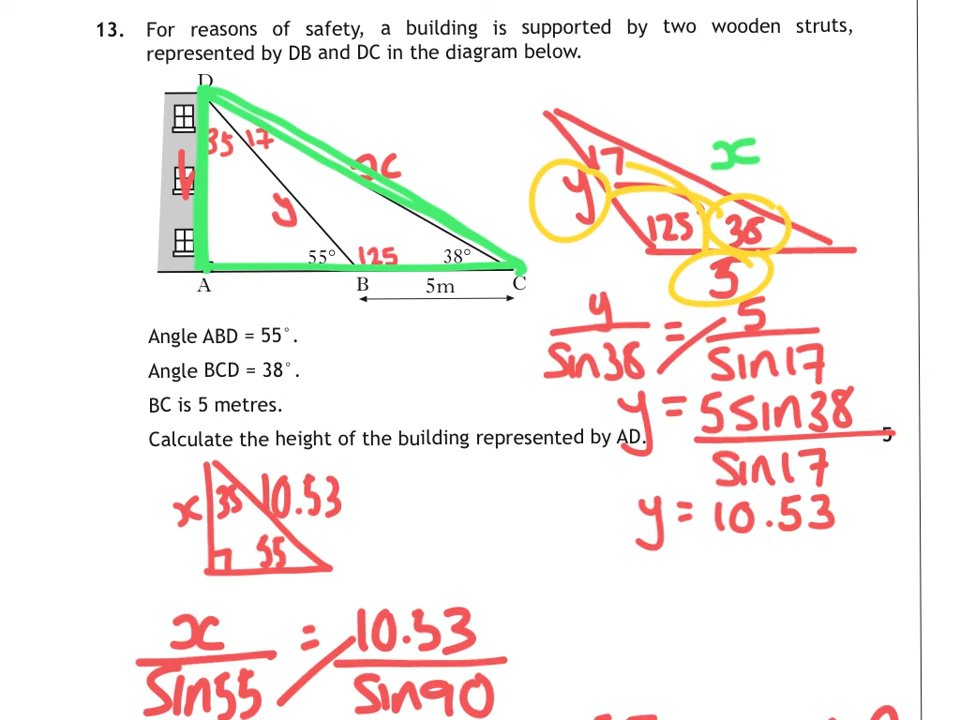 13. For reasons of safety, a building is supported by two wooden struts,
represented by DB and DC in the diagram below.
D
35 17
x
y
55° 125 38°
A B 5m C
17 x
y
125 38
5
y/sin38 = 5/sin17
y = 5sin38/sin17
y = 10.53
Angle ABD = 55°.
Angle BCD = 38°.
BC is 5 metres.
Calculate the height of the building represented by AD.
5
x 35 10.53
55
x/sin55 = 10.53/sin90